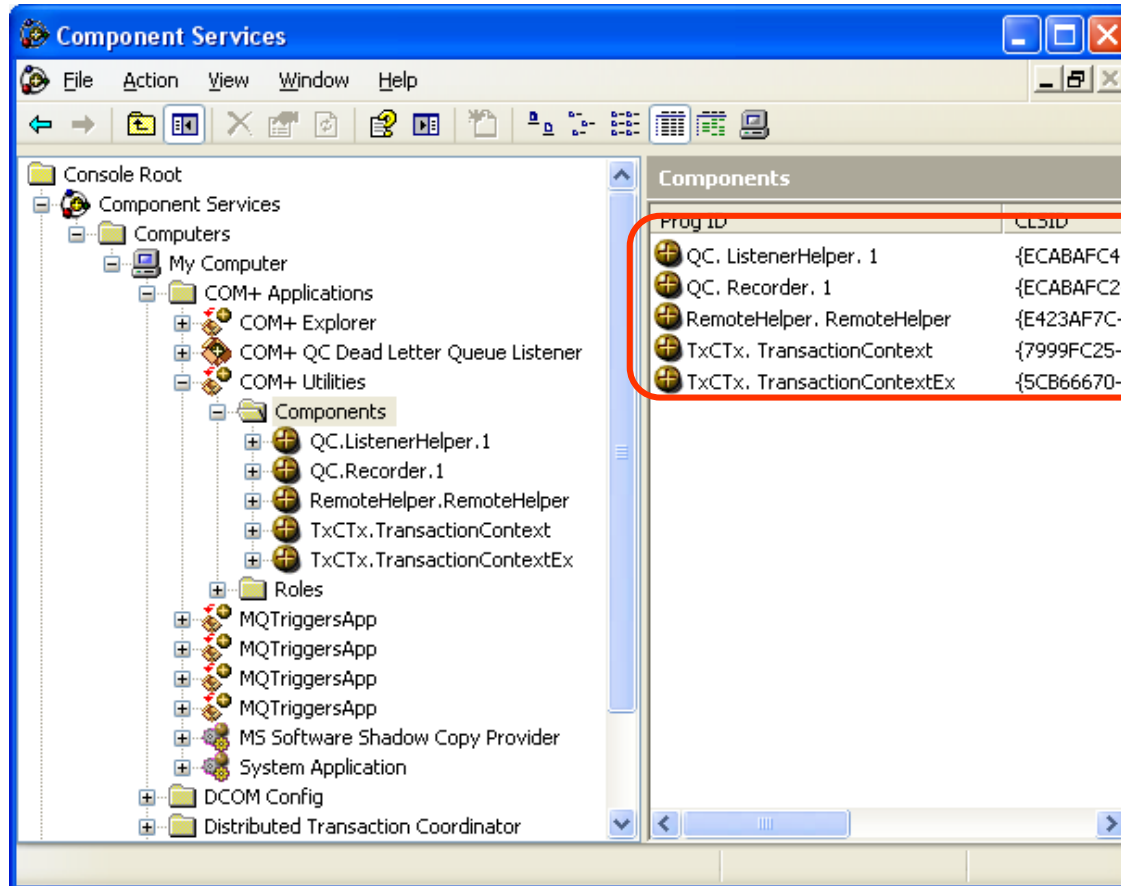 Component Services
File Action View Window Help
Console Root
Component Services
Computers
My Computer
COM+ Applications
COM+ Explorer
COM+ QC Dead Letter Queue Listener
COM+ Utilities
Components
QC.ListenerHelper.1
QC.Recorder.1
RemoteHelper.RemoteHelper
TxCTx.TransactionContext
TxCTx.TransactionContextEx
Roles
MQTriggersApp
MQTriggersApp
MQTriggersApp
MQTriggersApp
MS Software Shadow Copy Provider
System Application
DCOM Config
Distributed Transaction Coordinator
Components
Prog ID CLSID
QC. ListenerHelper. 1 {ECABAFC4
QC. Recorder. 1 {ECABAFC2
RemoteHelper. RemoteHelper {E423AF7C-
TxCTx. TransactionContext {7999FC25-
TxCTx. TransactionContextEx {5CB66670-